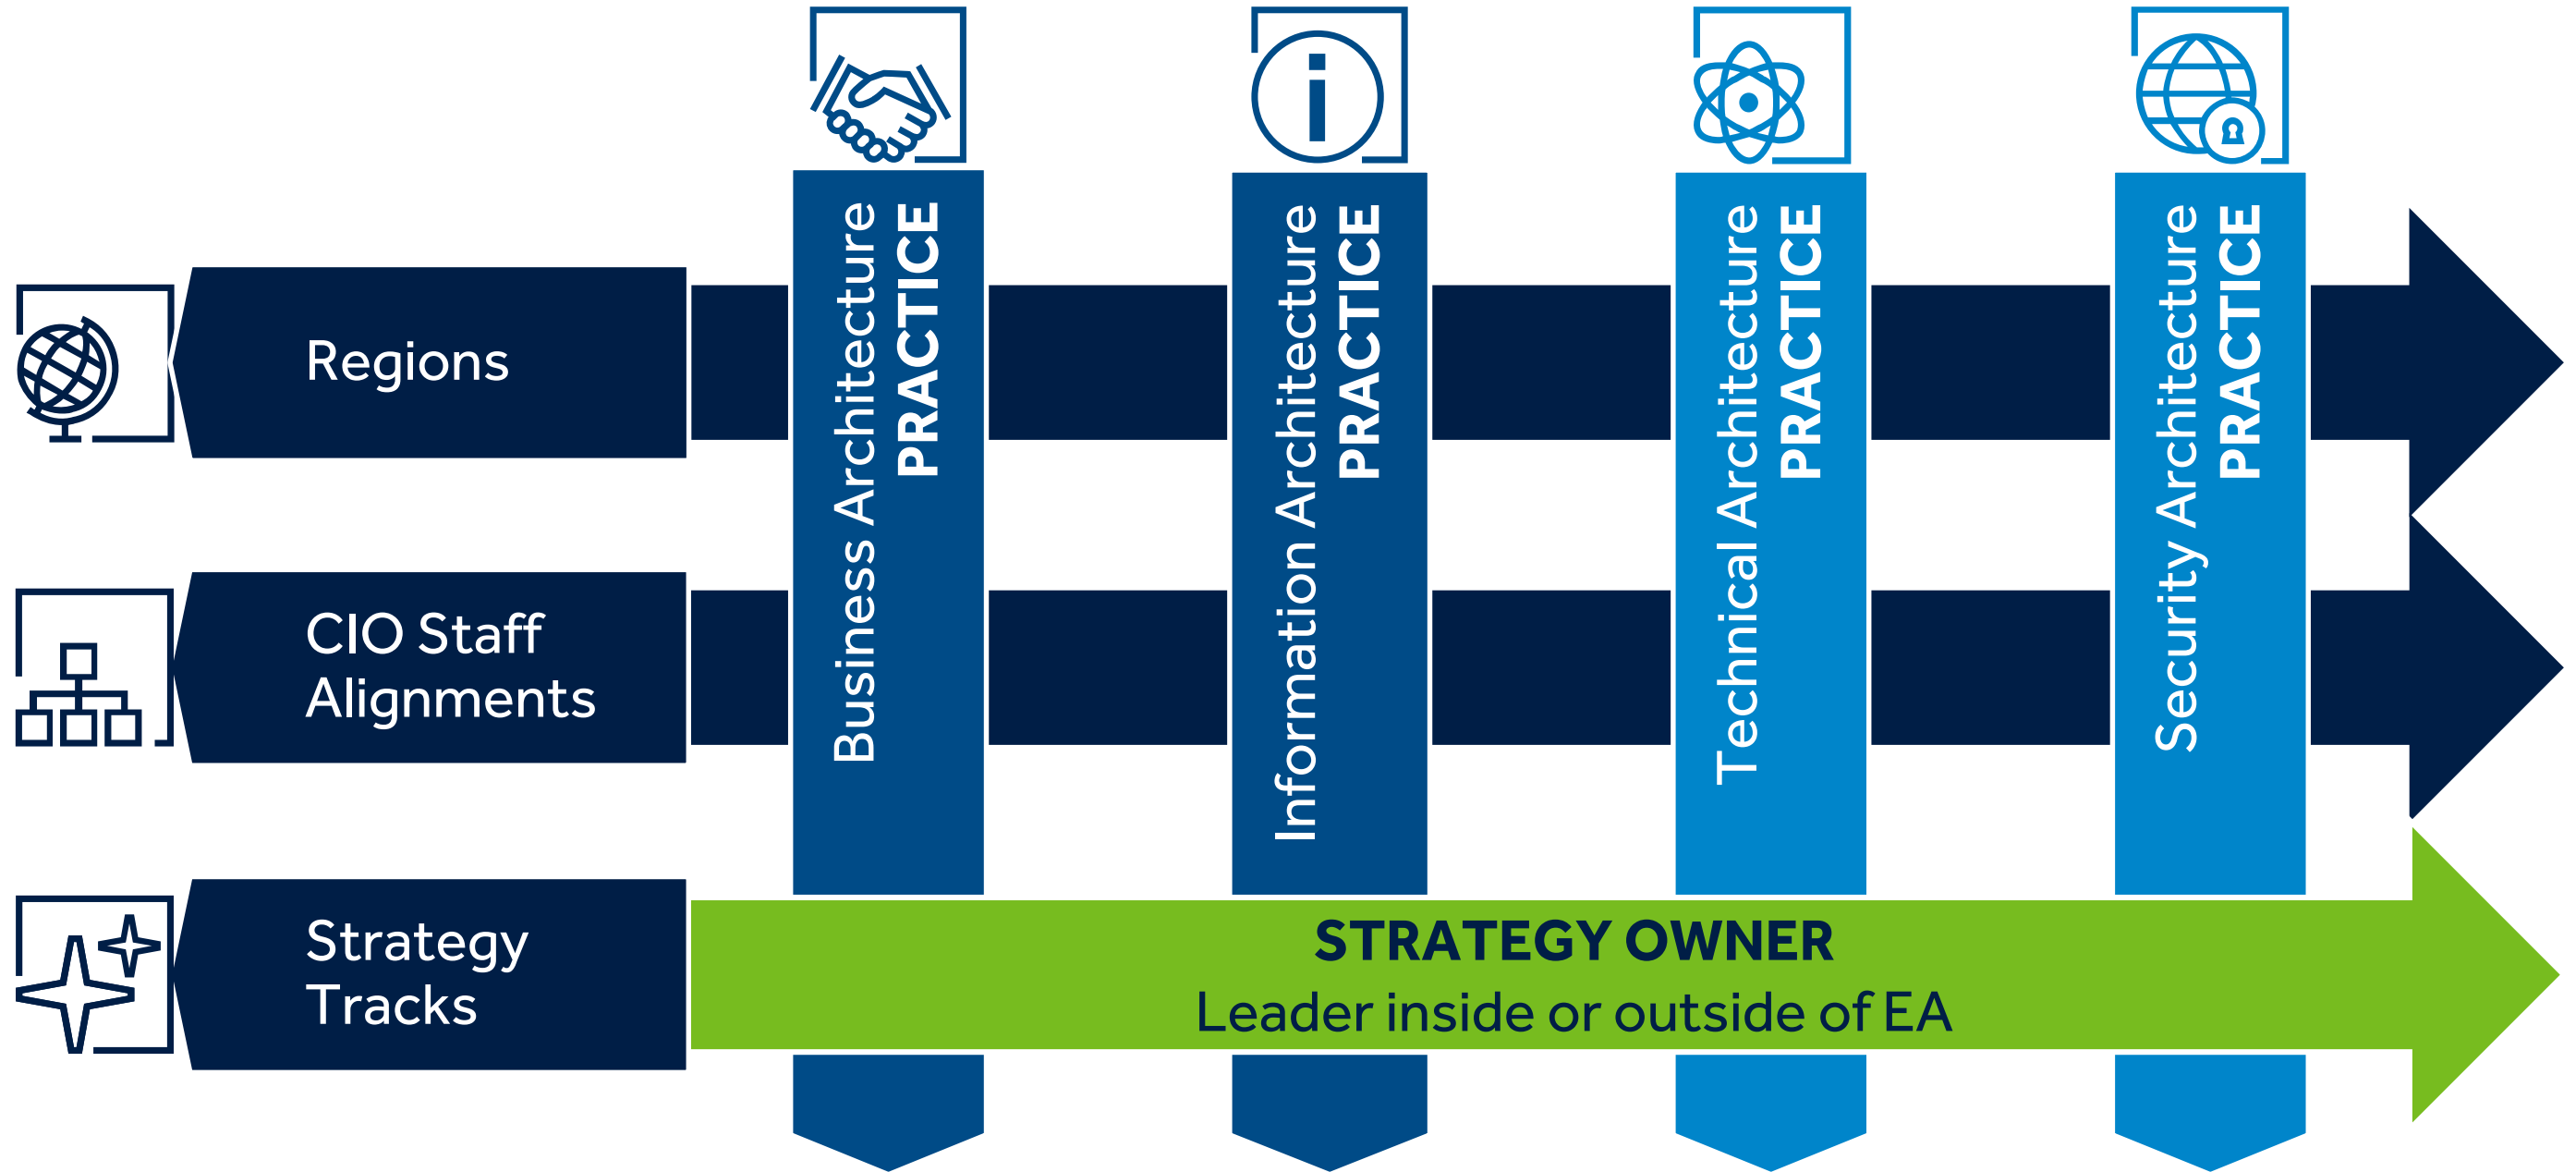 Business Architecture
PRACTICE
Information Architecture
PRACTICE
Technical Architecture
PRACTICE
Security Architecture
PRACTICE
Regions
CIO Staff
Alignments
Strategy
Tracks
STRATEGY OWNER
Leader inside or outside of EA